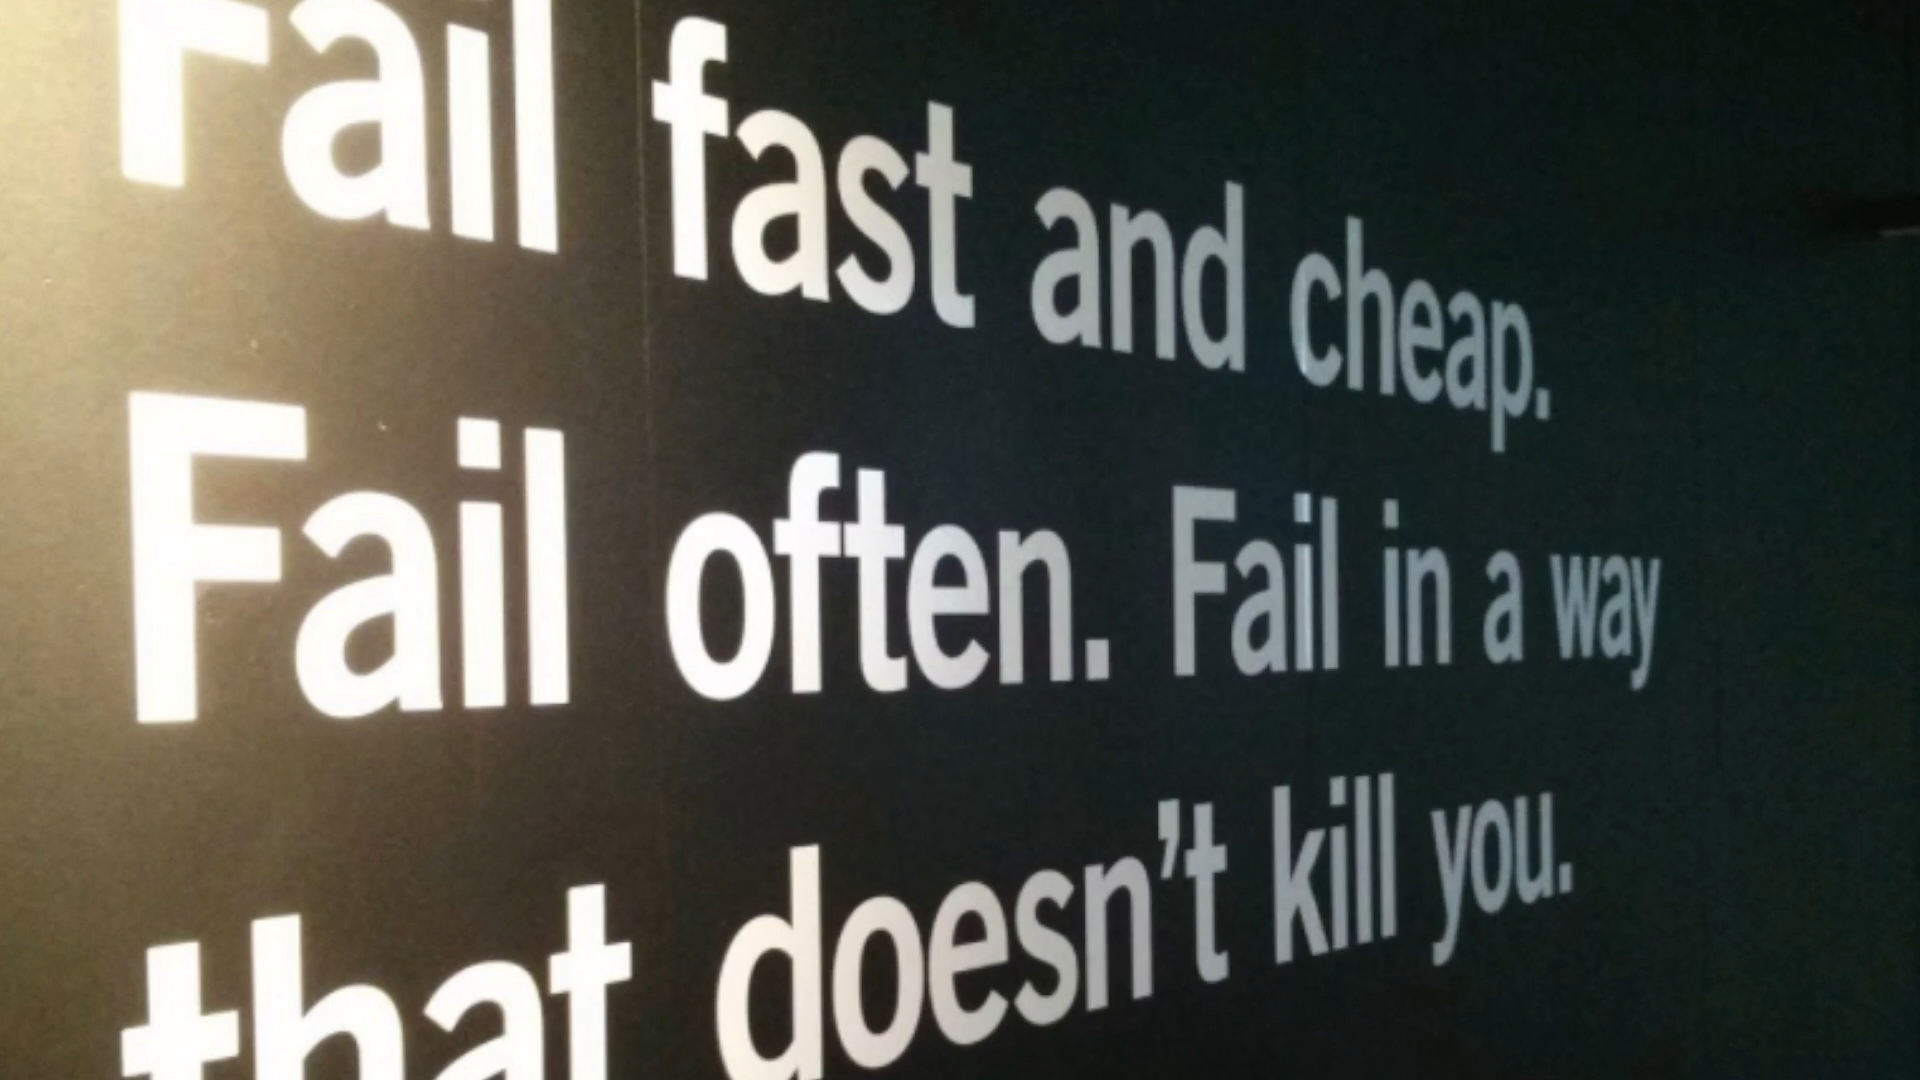 Fail fast and cheap.
Fail often. Fail in a way
that doesn't kill you.